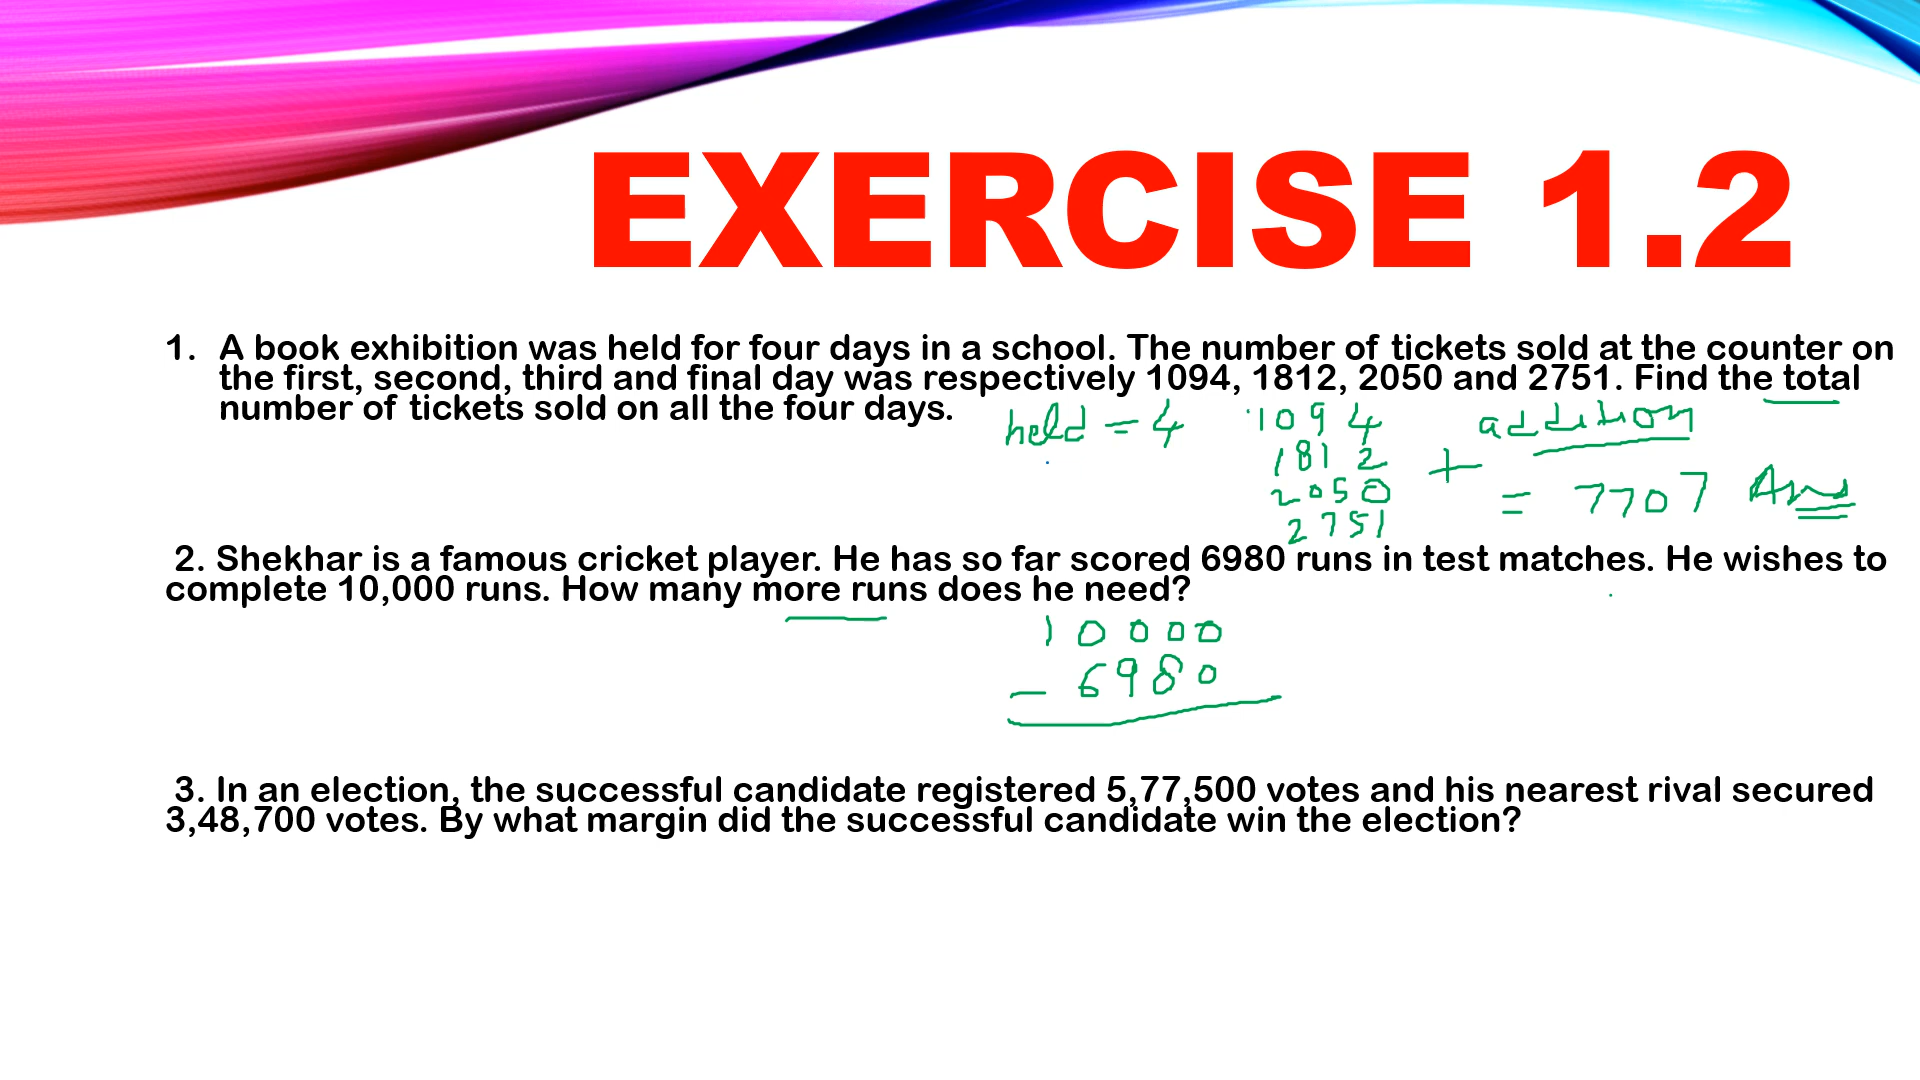 EXERCISE 1.2
1. A book exhibition was held for four days in a school. The number of tickets sold at the counter on
the first, second, third and final day was respectively 1094, 1812, 2050 and 2751. Find the total
number of tickets sold on all the four days.
held = 4
1094
1812
2050
2751
+
addition
= 7707 Ans
2. Shekhar is a famous cricket player. He has so far scored 6980 runs in test matches. He wishes to
complete 10,000 runs. How many more runs does he need?
10000
- 6980
3. In an election, the successful candidate registered 5,77,500 votes and his nearest rival secured
3,48,700 votes. By what margin did the successful candidate win the election?